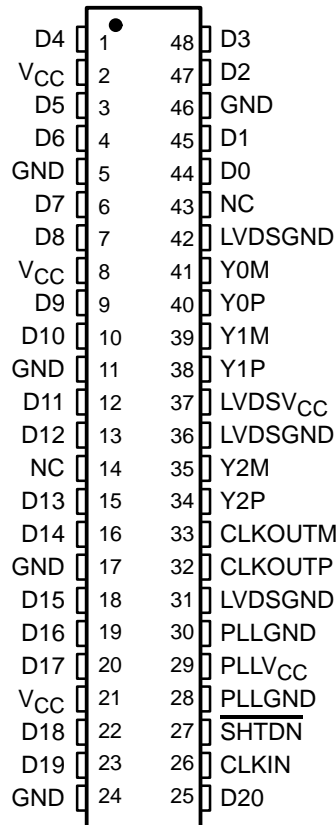 D4 1 48 D3
VCC 2 47 D2
D5 3 46 GND
D6 4 45 D1
GND 5 44 D0
D7 6 43 NC
D8 7 42 LVDSGND
VCC 8 41 Y0M
D9 9 40 Y0P
D10 10 39 Y1M
GND 11 38 Y1P
D11 12 37 LVDSVCC
D12 13 36 LVDSGND
NC 14 35 Y2M
D13 15 34 Y2P
D14 16 33 CLKOUTM
GND 17 32 CLKOUTP
D15 18 31 LVDSGND
D16 19 30 PLLGND
D17 20 29 PLLVCC
VCC 21 28 PLLGND
D18 22 27 SHTDN
D19 23 26 CLKIN
GND 24 25 D20